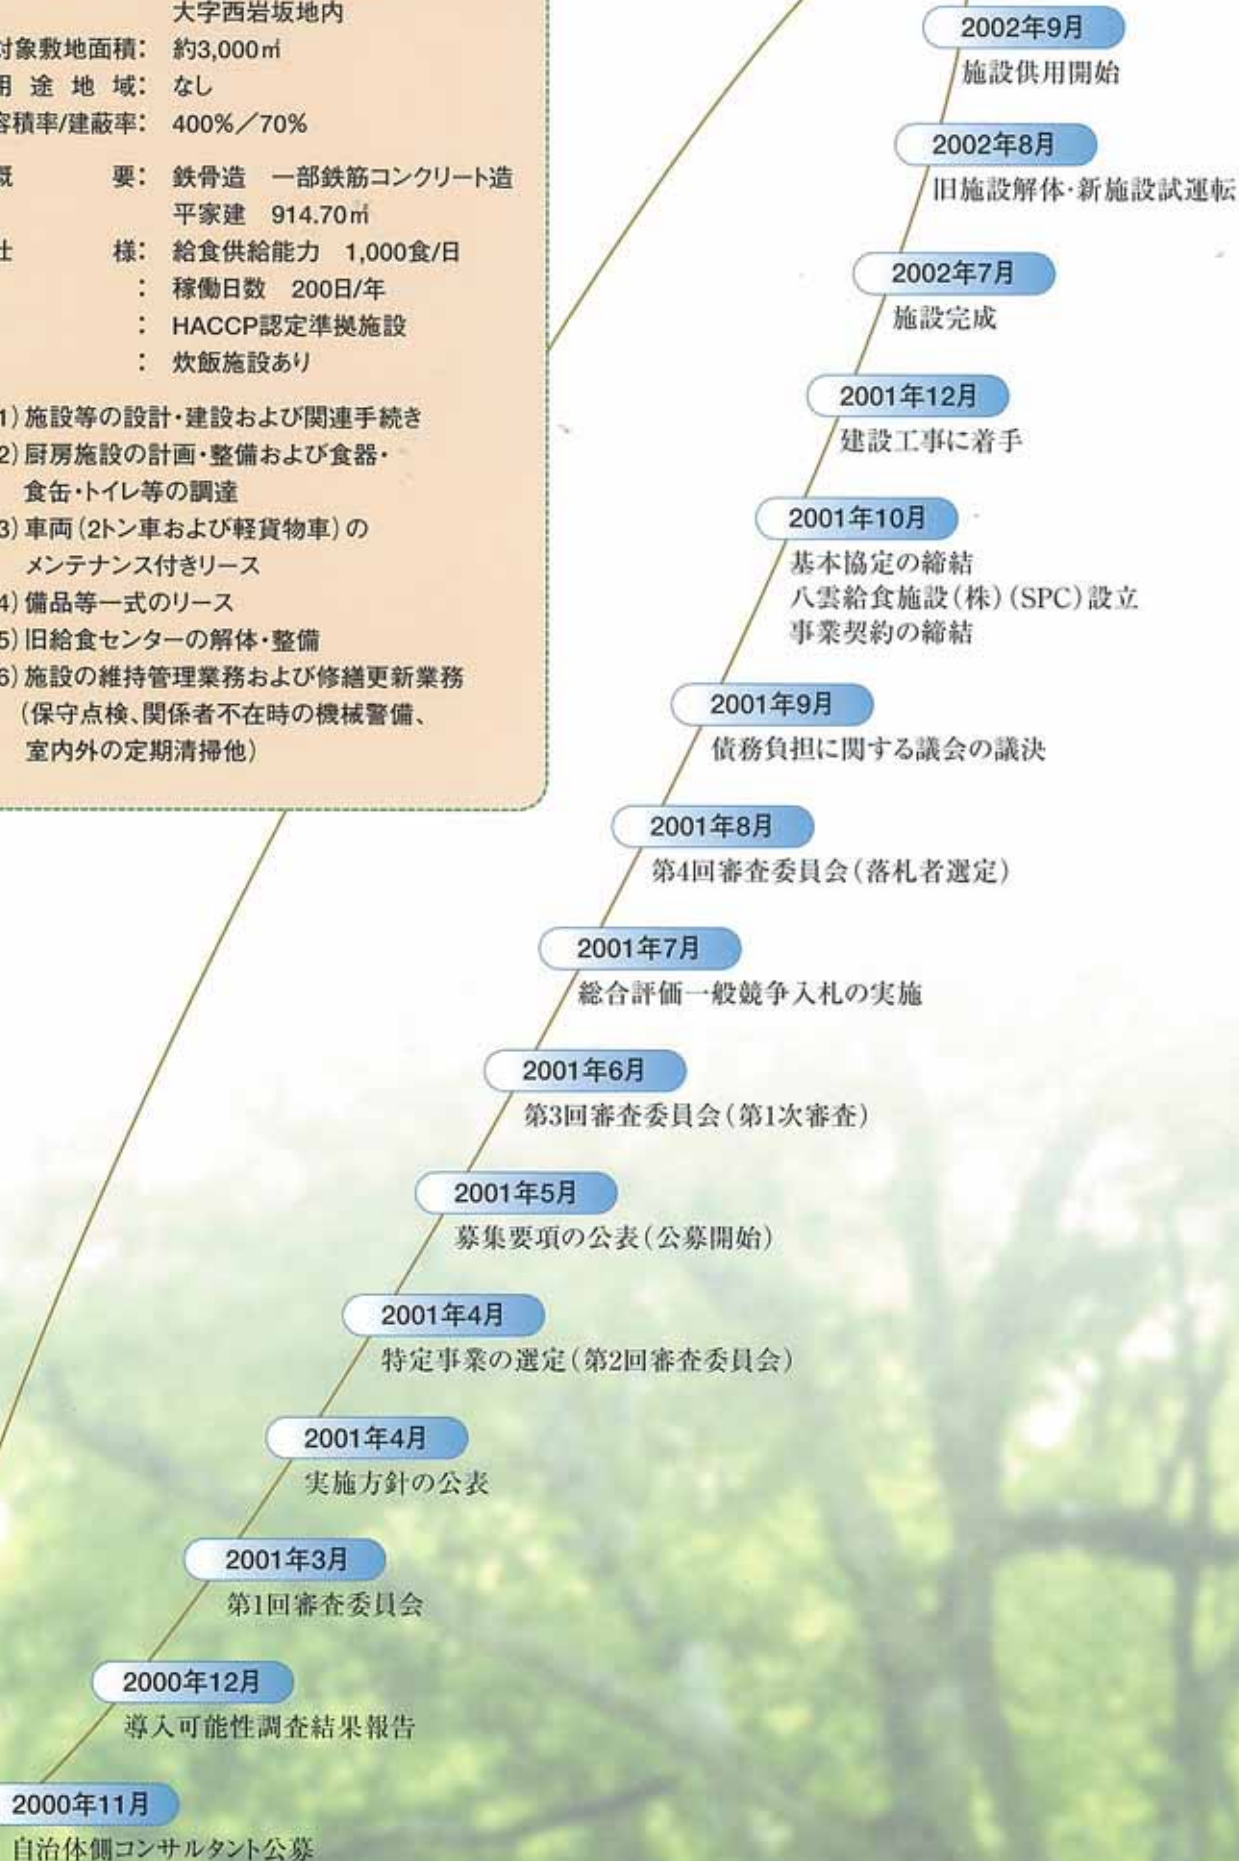 大字西岩坂地内
対象敷地面積： 約3,000㎡
用途地域： なし
容積率/建蔽率： 400%／70%
概要： 鉄骨造　一部鉄筋コンクリート造
平家建　914.70㎡
仕様： 給食供給能力　1,000食/日
： 稼働日数　200日/年
： HACCP認定準拠施設
： 炊飯施設あり
1)施設等の設計・建設および関連手続き
2)厨房施設の計画・整備および食器・
食缶・トイレ等の調達
3)車両(2トン車および軽貨物車)の
メンテナンス付きリース
4)備品等一式のリース
5)旧給食センターの解体・整備
6)施設の維持管理業務および修繕更新業務
(保守点検、関係者不在時の機械警備、
室内外の定期清掃他)
2002年9月
施設供用開始
2002年8月
旧施設解体・新施設試運転
2002年7月
施設完成
2001年12月
建設工事に着手
2001年10月
基本協定の締結
八雲給食施設(株)(SPC)設立
事業契約の締結
2001年9月
債務負担に関する議会の議決
2001年8月
第4回審査委員会(落札者選定)
2001年7月
総合評価一般競争入札の実施
2001年6月
第3回審査委員会(第1次審査)
2001年5月
募集要項の公表(公募開始)
2001年4月
特定事業の選定(第2回審査委員会)
2001年4月
実施方針の公表
2001年3月
第1回審査委員会
2000年12月
導入可能性調査結果報告
2000年11月
自治体側コンサルタント公募